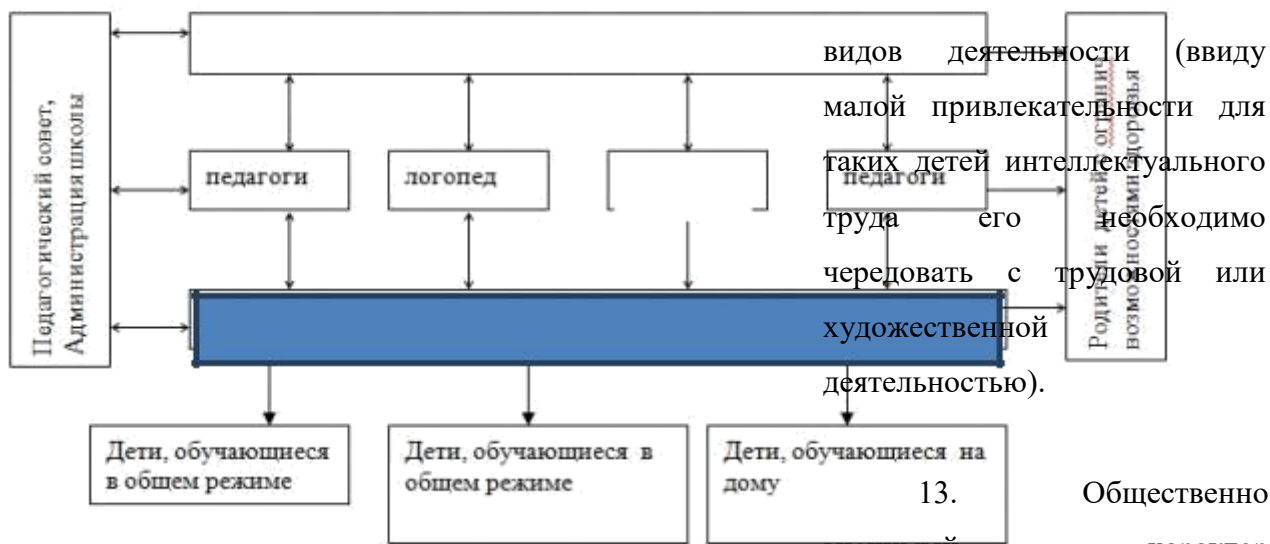 Педагогический совет,
Администрация школы
педагоги
логопед
педагоги
Родители детей с огранич
возможностями здоровья
Дети, обучающиеся
в общем режиме
Дети, обучающиеся в
общем режиме
Дети, обучающиеся на
дому
видов деятельности (ввиду
малой привлекательности для
таких детей интеллектуального
труда его необходимо
чередовать с трудовой или
художественной
деятельностью).
13. Общественно
характер